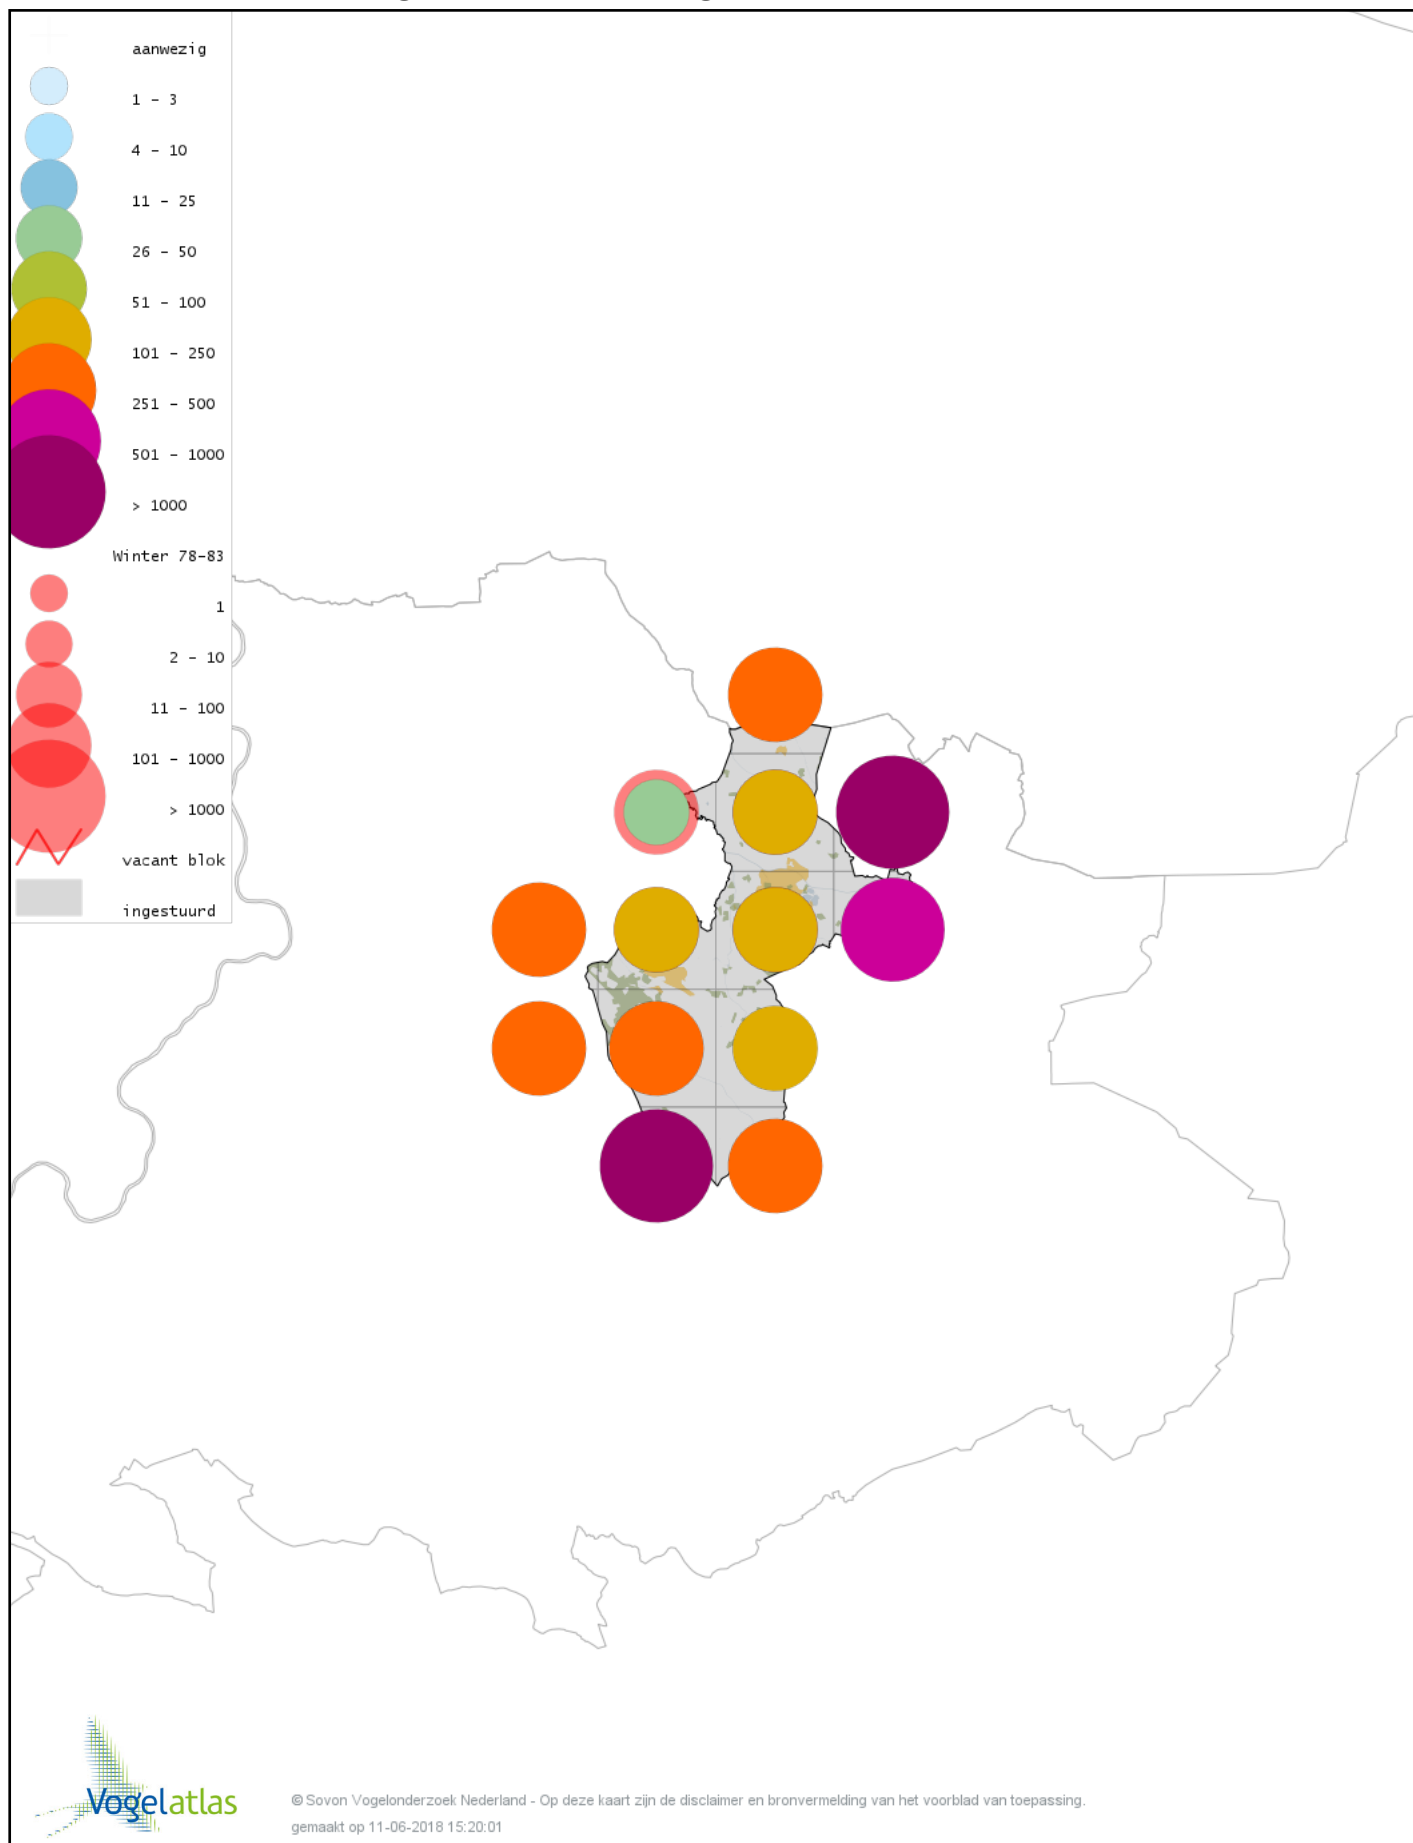 aanwezig
1 - 3
4 - 10
11 - 25
26 - 50
51 - 100
101 - 250
251 - 500
501 - 1000
> 1000
Winter 78-83
1
2 - 10
11 - 100
101 - 1000
> 1000
vacant blok
ingestuurd
Vogelatlas
© Sovon Vogelonderzoek Nederland - Op deze kaart zijn de disclaimer en bronvermelding van het voorblad van toepassing.
gemaakt op 11-06-2018 15:20:01